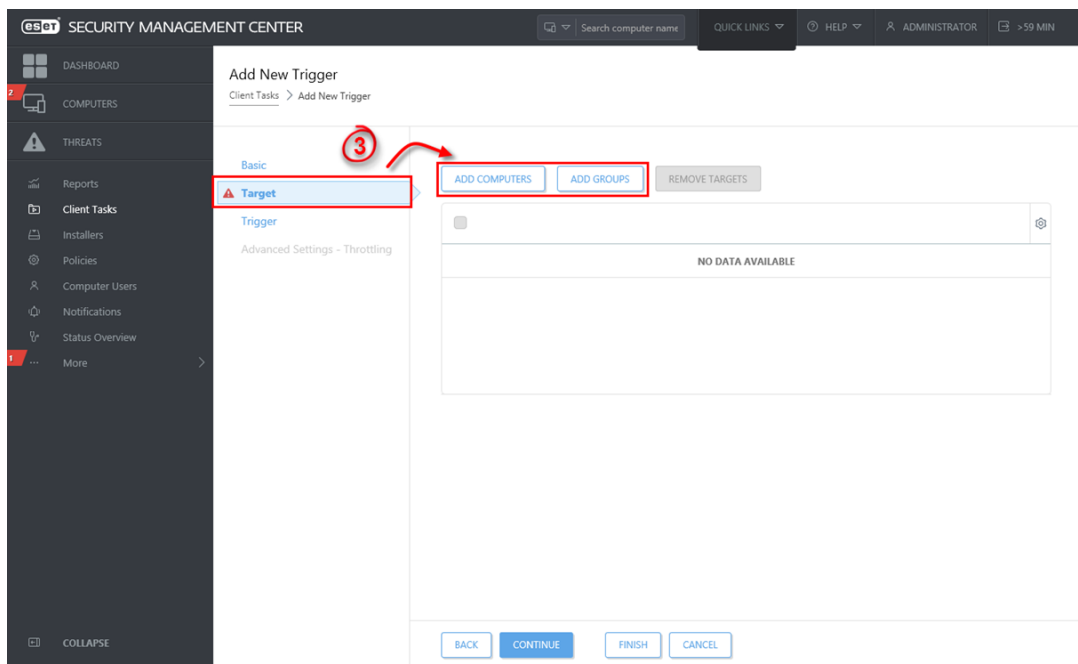 eset SECURITY MANAGEMENT CENTER
Search computer name
QUICK LINKS
HELP
ADMINISTRATOR
>59 MIN
DASHBOARD
2
COMPUTERS
THREATS
Reports
Client Tasks
Installers
Policies
Computer Users
Notifications
Status Overview
1
More
COLLAPSE
Add New Trigger
Client Tasks > Add New Trigger
3
Basic
Target
Trigger
Advanced Settings - Throttling
ADD COMPUTERS
ADD GROUPS
REMOVE TARGETS
NO DATA AVAILABLE
BACK
CONTINUE
FINISH
CANCEL